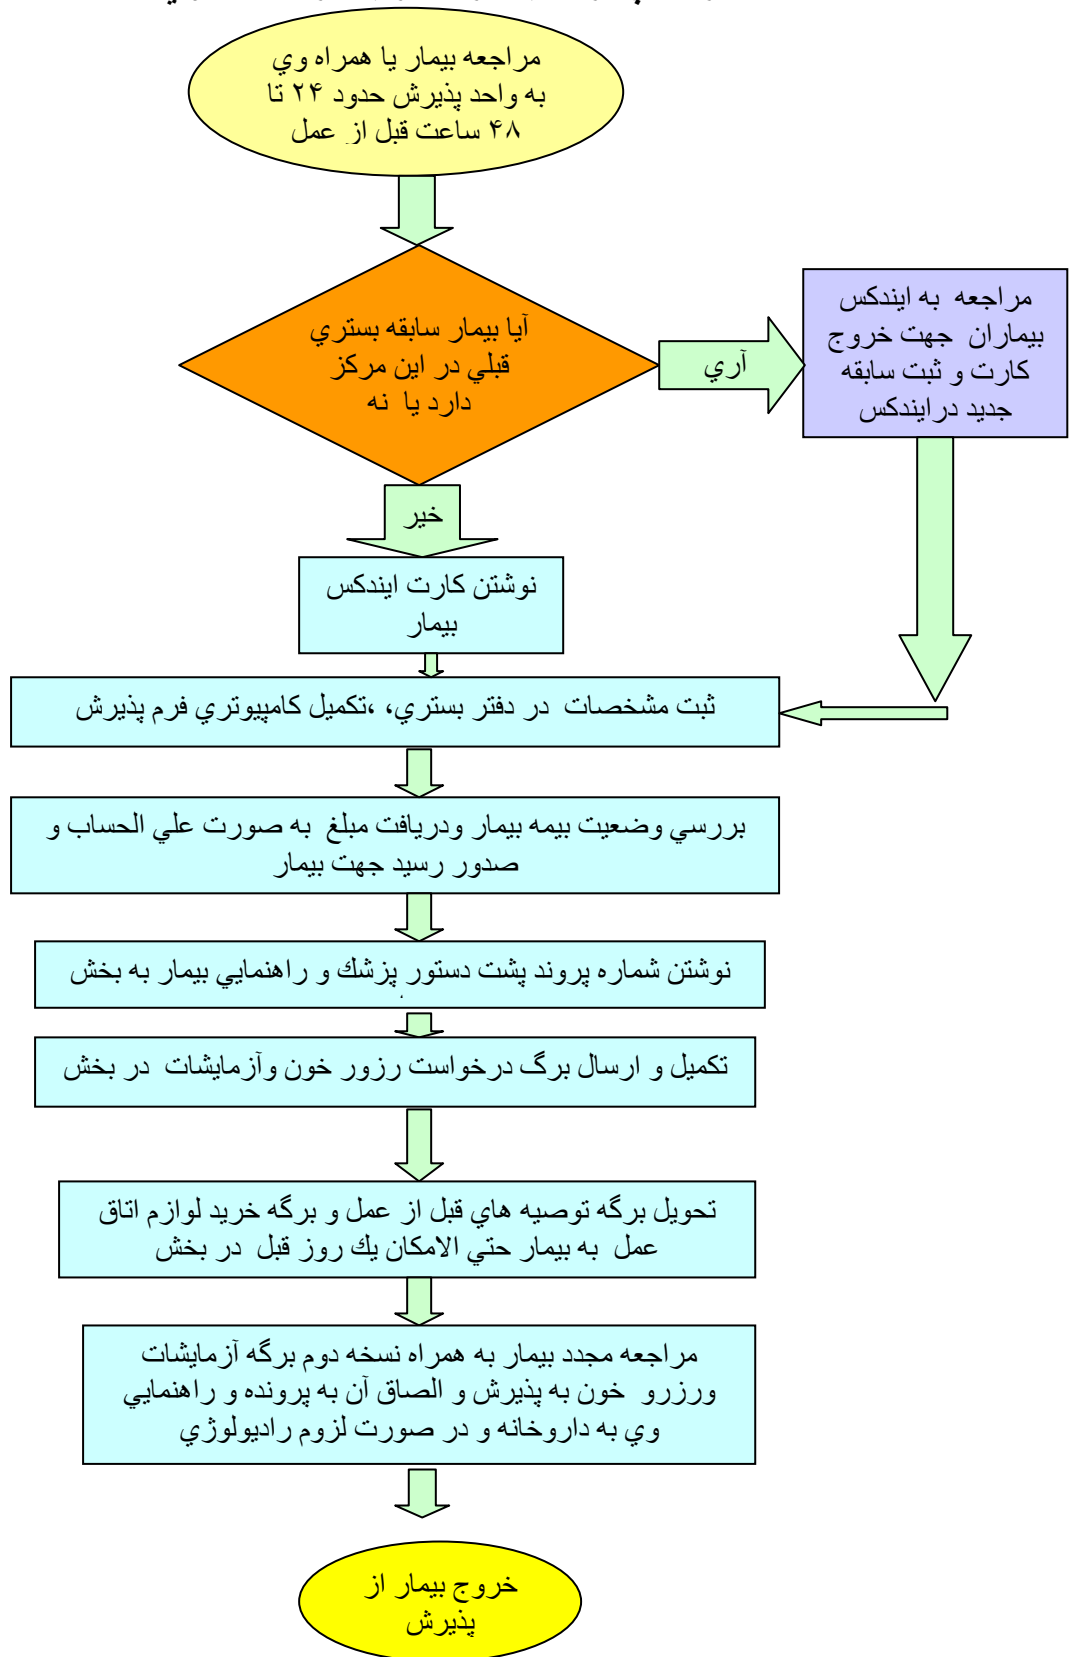 مراجعه بيمار يا همراه وي
به واحد پذيرش حدود ۲۴ تا
۴۸ ساعت قبل از عمل
آيا بيمار سابقه بستري
قبلي در اين مركز
دارد يا نه
آري
مراجعه به ايندكس
بيماران جهت خروج
كارت و ثبت سابقه
جديد درايندكس
خير
نوشتن كارت ايندكس
بيمار
ثبت مشخصات در دفتر بستري، ،تكميل كامپيوتري فرم پذيرش
بررسي وضعيت بيمه بيمار ودريافت مبلغ به صورت علي الحساب و
صدور رسيد جهت بيمار
نوشتن شماره پروند پشت دستور پزشك و راهنمايي بيمار به بخش
تكميل و ارسال برگ درخواست رزور خون وآزمايشات در بخش
تحويل برگه توصيه هاي قبل از عمل و برگه خريد لوازم اتاق
عمل به بيمار حتي الامكان يك روز قبل در بخش
مراجعه مجدد بيمار به همراه نسخه دوم برگه آزمايشات
ورزرو خون به پذيرش و الصاق آن به پرونده و راهنمايي
وي به داروخانه و در صورت لزوم راديولوژي
خروج بيمار از
پذيرش